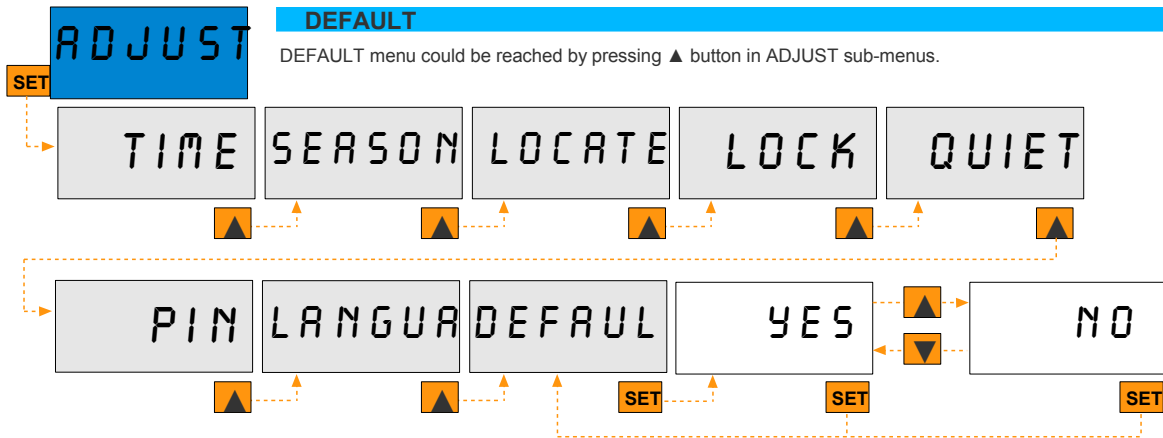 ADJUST
DEFAULT
DEFAULT menu could be reached by pressing ▲ button in ADJUST sub-menus.
SET
TIME SEASON LOCATE LOCK QUIET
▲ ▲ ▲ ▲ ▲
PIN LANGUA DEFAUL YES ▲ ▼ NO
▲ ▲ SET SET SET